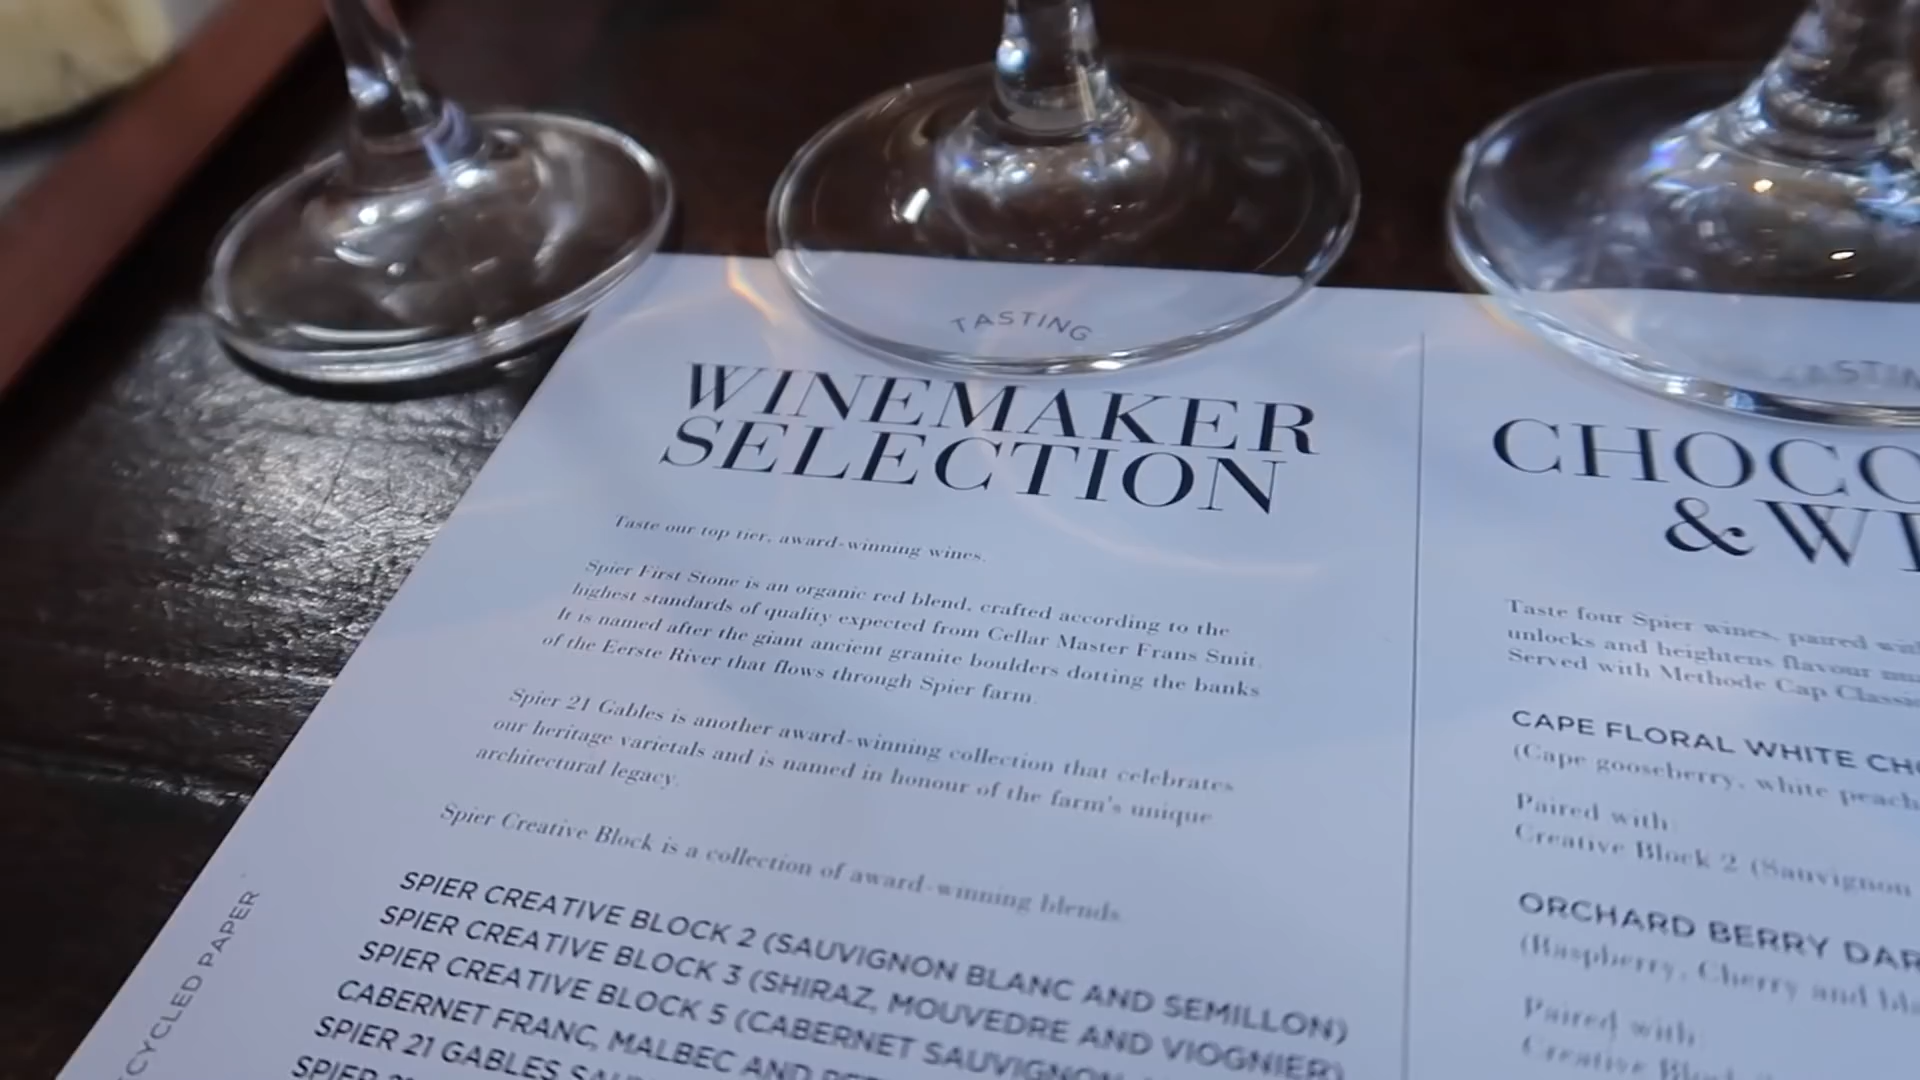 TASTING
WINEMAKER
SELECTION
Taste our top tier, award-winning wines.
Spier First Stone is an organic red blend, crafted according to the
highest standards of quality expected from Cellar Master Frans Smit.
It is named after the giant ancient granite boulders dotting the banks
of the Eerste River that flows through Spier farm.
Spier 21 Gables is another award-winning collection that celebrates
our heritage varietals and is named in honour of the farm's unique
architectural legacy.
Spier Creative Block is a collection of award-winning blends.
SPIER CREATIVE BLOCK 2 (SAUVIGNON BLANC AND SEMILLON)
SPIER CREATIVE BLOCK 3 (SHIRAZ, MOUVEDRE AND VIOGNIER)
SPIER CREATIVE BLOCK 5 (CABERNET SAUVIGNON,
CABERNET FRANC, MALBEC AND
SPIER 21 GABLES
SPIER
PAPER
&
Taste four Spier wines, paired
unlocks and heightens flavour
Served with Methode Cap
CAPE FLORAL WHITE
(Cape gooseberry, white peach
Paired with:
Creative Block 2 (Sauvignon
ORCHARD BERRY
(Raspberry, Cherry and
Paired with:
Creative